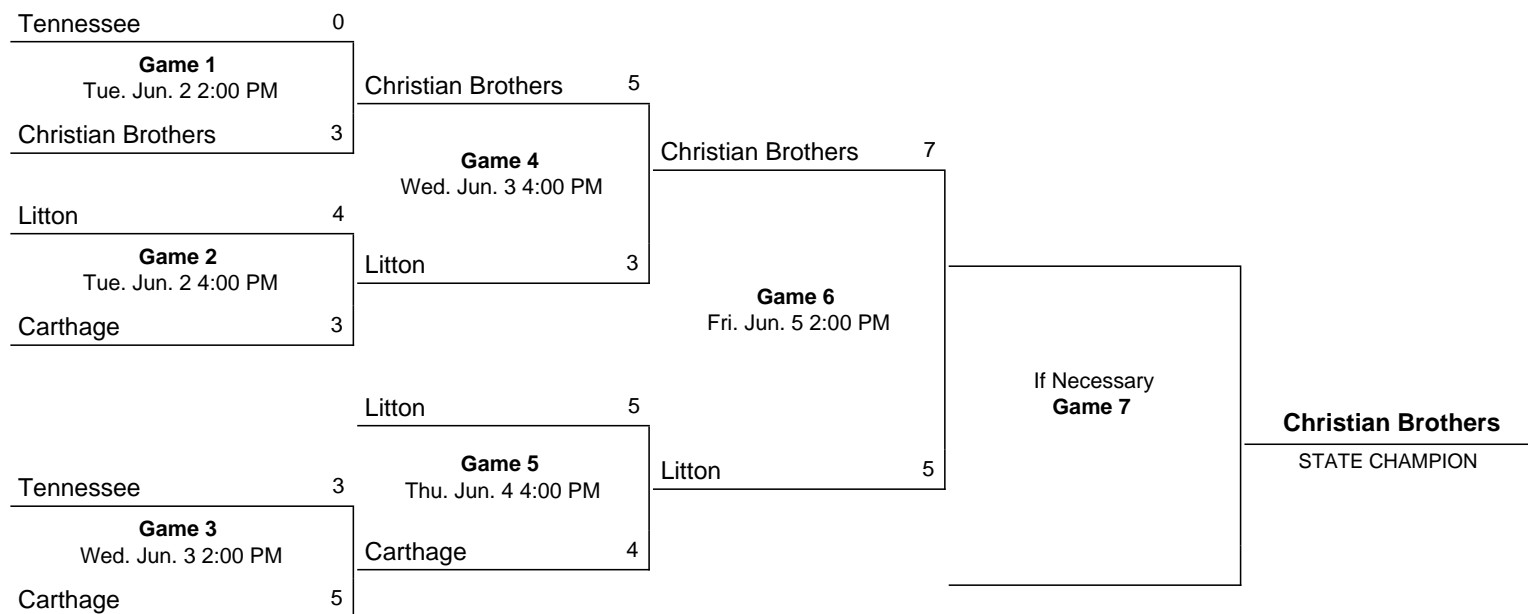 Tennessee 0
Game 1
Tue. Jun. 2 2:00 PM
Christian Brothers 3
Litton 4
Game 2
Tue. Jun. 2 4:00 PM
Carthage 3
Tennessee 3
Game 3
Wed. Jun. 3 2:00 PM
Carthage 5
Christian Brothers 5
Game 4
Wed. Jun. 3 4:00 PM
Litton 3
Litton 5
Game 5
Thu. Jun. 4 4:00 PM
Carthage 4
Christian Brothers 7
Game 6
Fri. Jun. 5 2:00 PM
Litton 5
If Necessary
Game 7
Christian Brothers
STATE CHAMPION